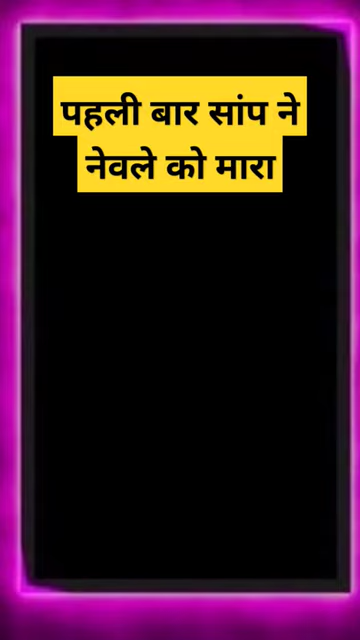 पहली बार सांप ने
नेवले को मारा